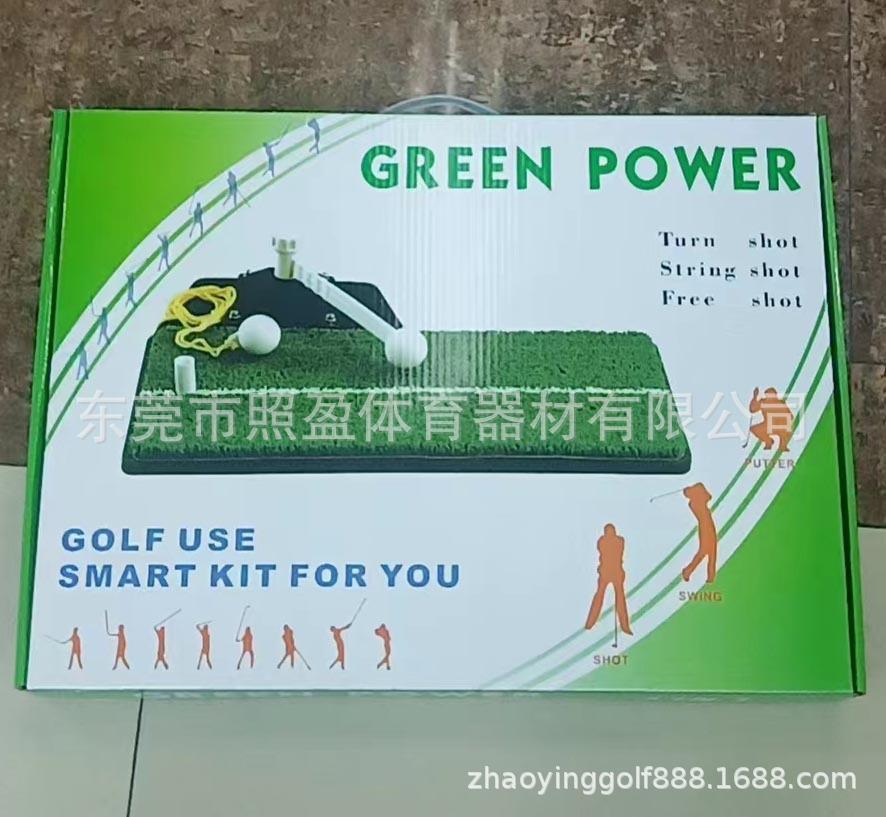 GREEN POWER
Turn shot
String shot
Free shot
东莞市照盈体育器材有限公司
PUTTER
GOLF USE
SMART KIT FOR YOU
SWING
SHOT
zhaoyinggolf888.1688.com